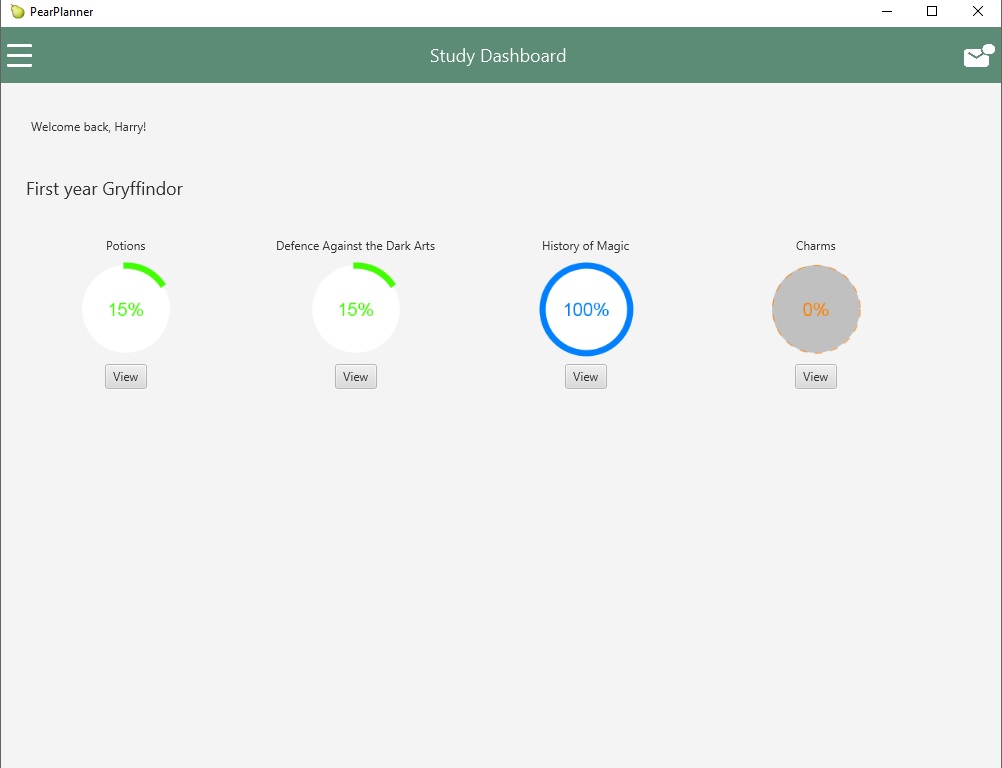 PearPlanner
Study Dashboard
Welcome back, Harry!
First year Gryffindor
Potions
Defence Against the Dark Arts
History of Magic
Charms
15%
15%
100%
0%
View
View
View
View